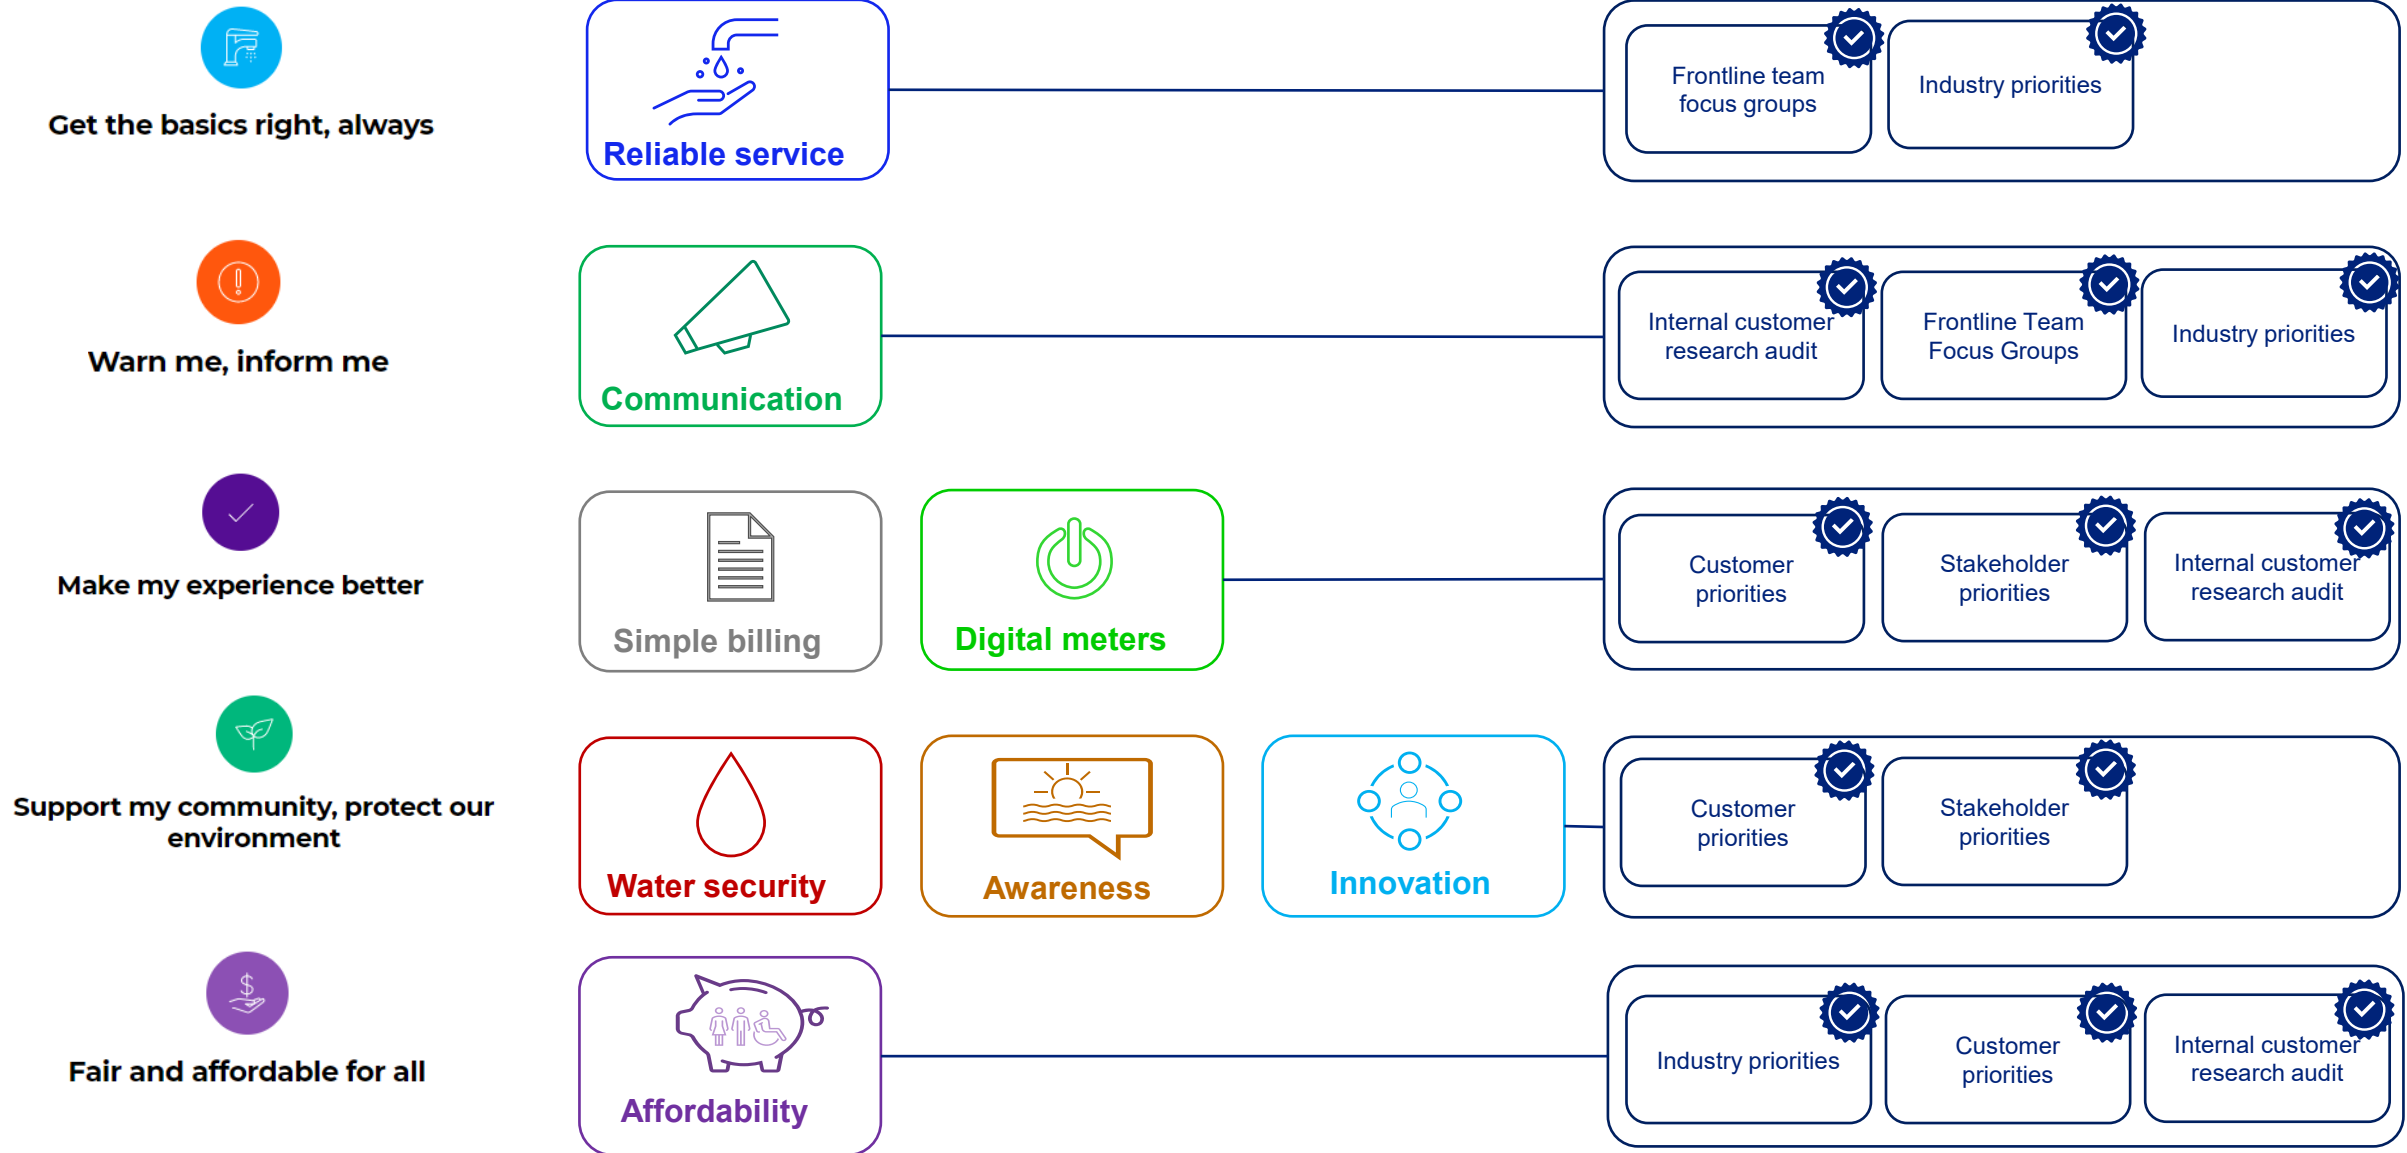 Get the basics right, always
Reliable service
Frontline team
focus groups
Industry priorities
Warn me, inform me
Communication
Internal customer
research audit
Frontline Team
Focus Groups
Industry priorities
Make my experience better
Simple billing
Digital meters
Customer
priorities
Stakeholder
priorities
Internal customer
research audit
Support my community, protect our
environment
Water security
Awareness
Innovation
Customer
priorities
Stakeholder
priorities
Fair and affordable for all
Affordability
Industry priorities
Customer
priorities
Internal customer
research audit